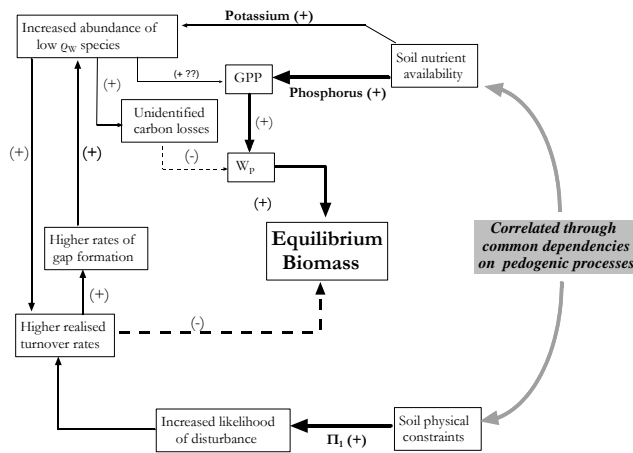 Increased abundance of
low ϱW species
Potassium (+)
Soil nutrient
availability
(+ ??)
GPP
Phosphorus (+)
(+)
Unidentified
carbon losses
(+)
(-)
WP
(+)
(+)
(+)
Equilibrium
Biomass
Correlated through
common dependencies
on pedogenic processes
Higher rates of
gap formation
(+)
(-)
Higher realised
turnover rates
Increased likelihood
of disturbance
Π1 (+)
Soil physical
constraints